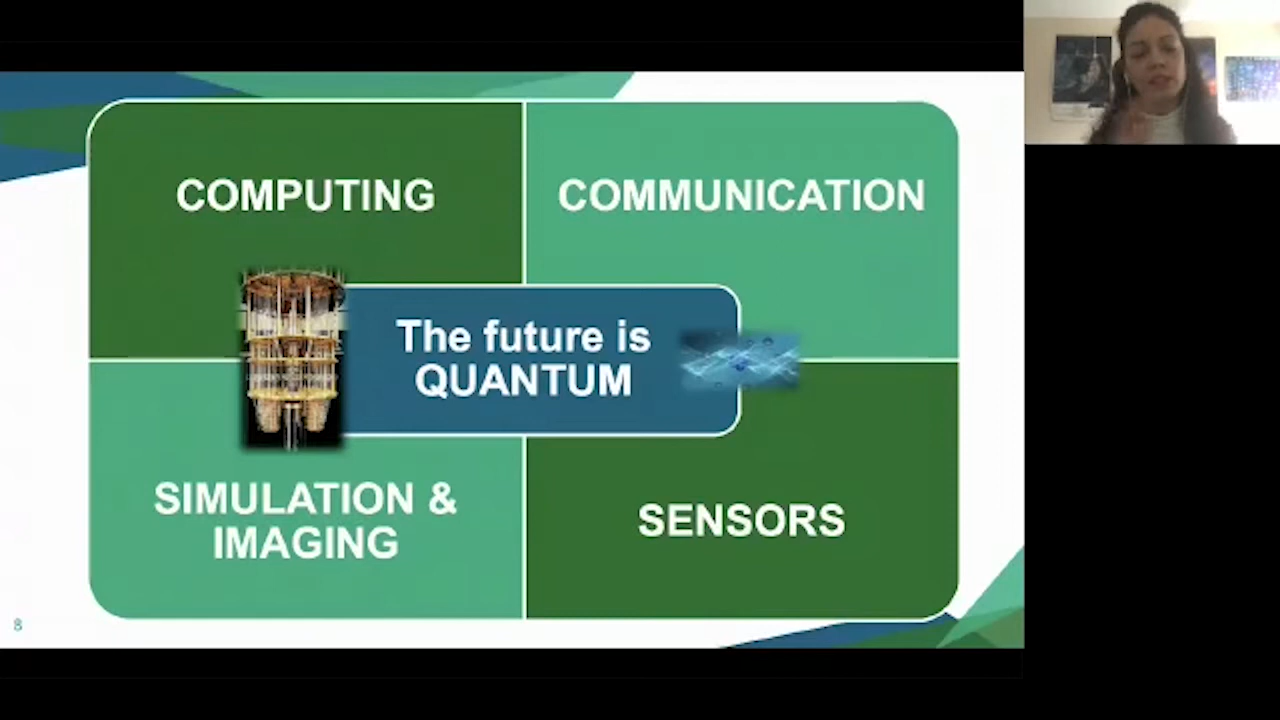 COMPUTING
COMMUNICATION
The future is
QUANTUM
SIMULATION &
IMAGING
SENSORS
8